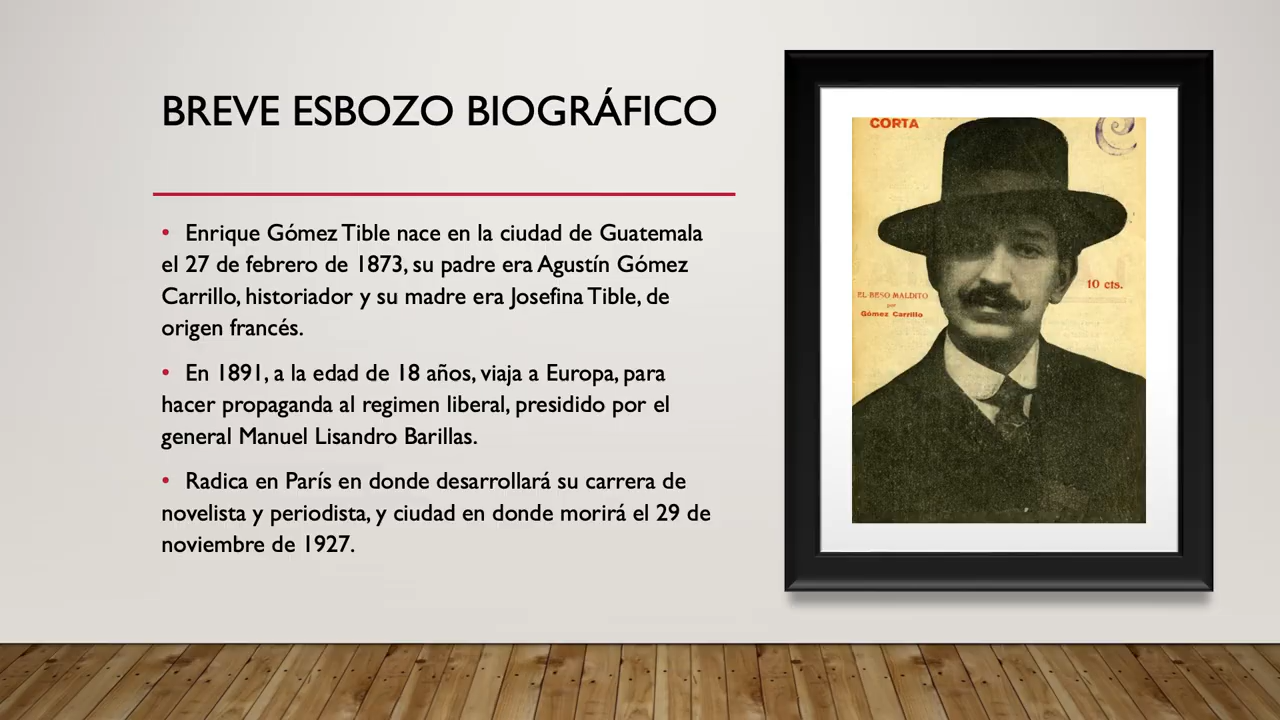 BREVE ESBOZO BIOGRÁFICO
• Enrique Gómez Tible nace en la ciudad de Guatemala
el 27 de febrero de 1873, su padre era Agustín Gómez
Carrillo, historiador y su madre era Josefina Tible, de
origen francés.
• En 1891, a la edad de 18 años, viaja a Europa, para
hacer propaganda al regimen liberal, presidido por el
general Manuel Lisandro Barillas.
• Radica en París en donde desarrollará su carrera de
novelista y periodista, y ciudad en donde morirá el 29 de
noviembre de 1927.
CORTA
10 cts.
EL BESO MALDITO
por
Gómez Carrillo